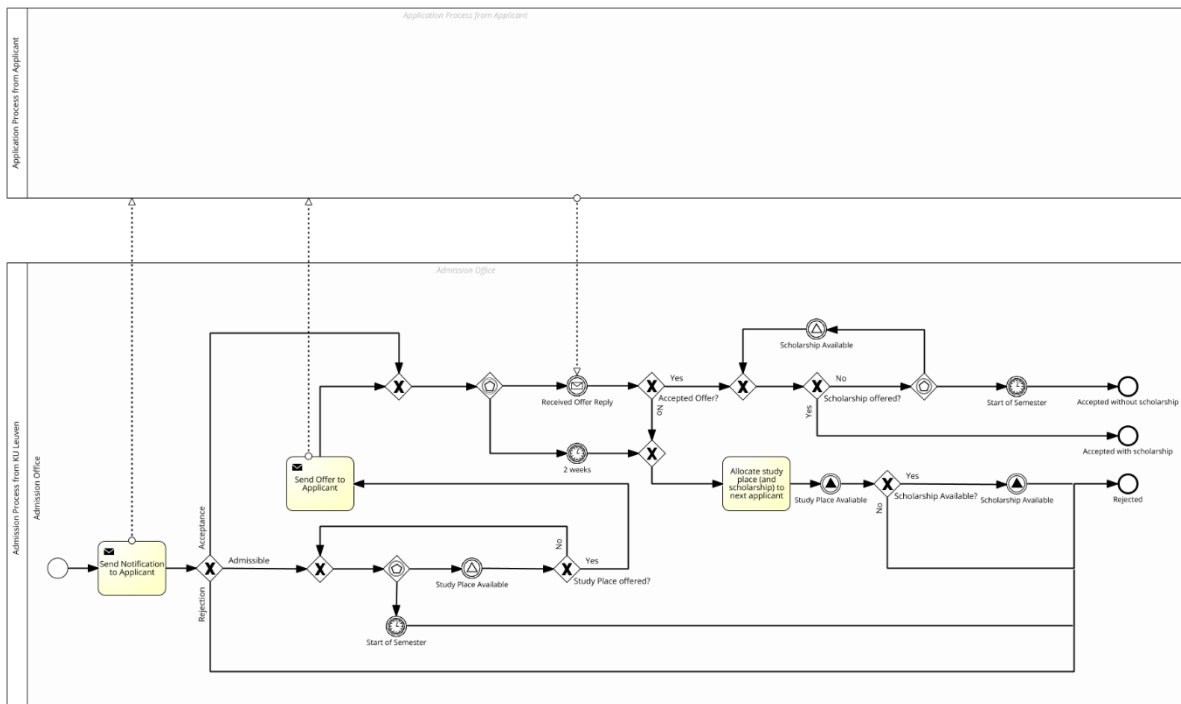 Application Process from Applicant
Application Process from Applicant
Admission Process from KU Leuven
Admission Office
Admission Office
Scholarship Available
Received Offer Reply
Yes
Accepted Offer?
No
No
Scholarship offered?
Yes
Start of Semester
Accepted without scholarship
Accepted with scholarship
2 weeks
Send Offer to
Applicant
Allocate study
place (and
scholarship) to
next applicant
Study Place Avaliable
Yes
Scholarship Available?
No
Scholarship Available
Rejected
Send Notification
to Applicant
Acceptance
Admissible
Rejection
Study Place Available
No
Yes
Study Place offered?
Start of Semester